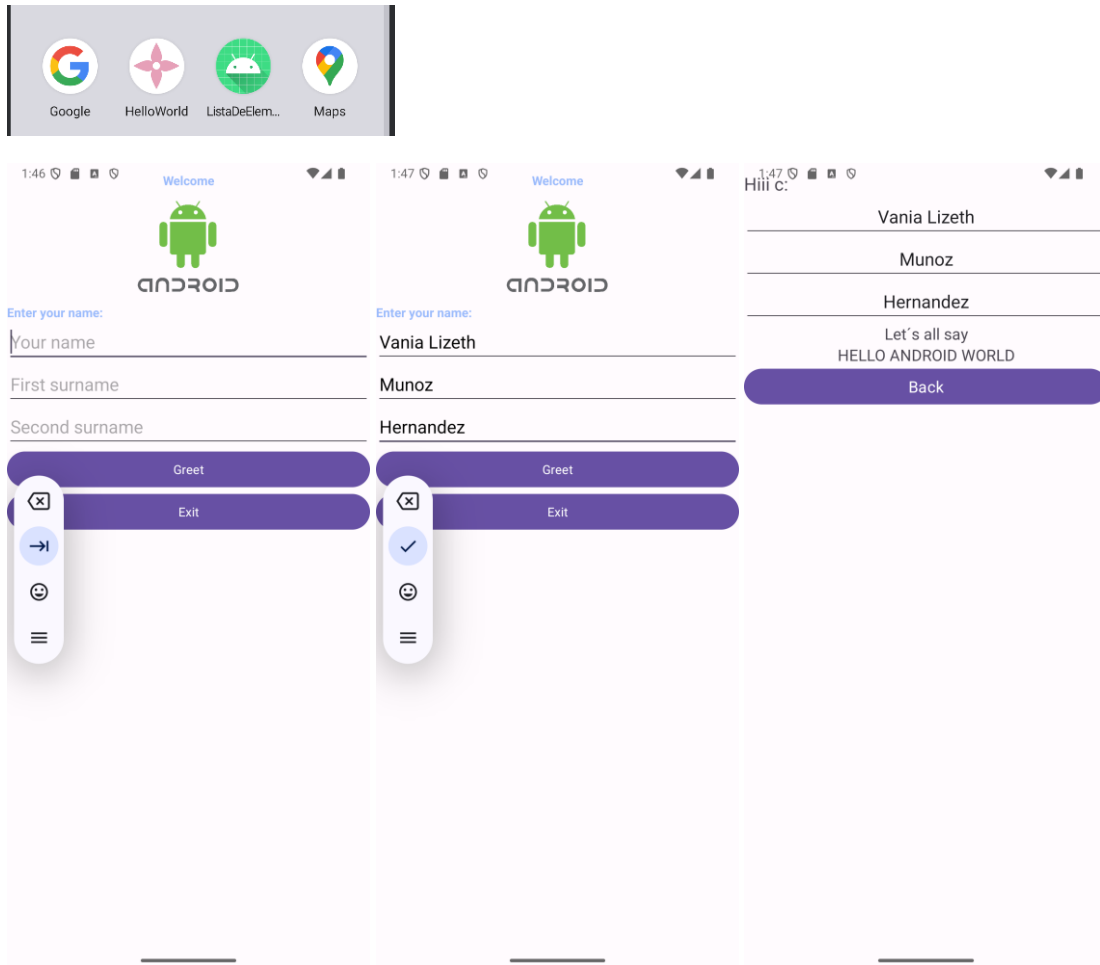 Google HelloWorld ListaDeElem... Maps
1:46
Welcome
ANDROID
Enter your name:
Your name
First surname
Second surname
Greet
Exit
1:47
Welcome
ANDROID
Enter your name:
Vania Lizeth
Munoz
Hernandez
Greet
Exit
1:47
Hiii c:
Vania Lizeth
Munoz
Hernandez
Let´s all say
HELLO ANDROID WORLD
Back